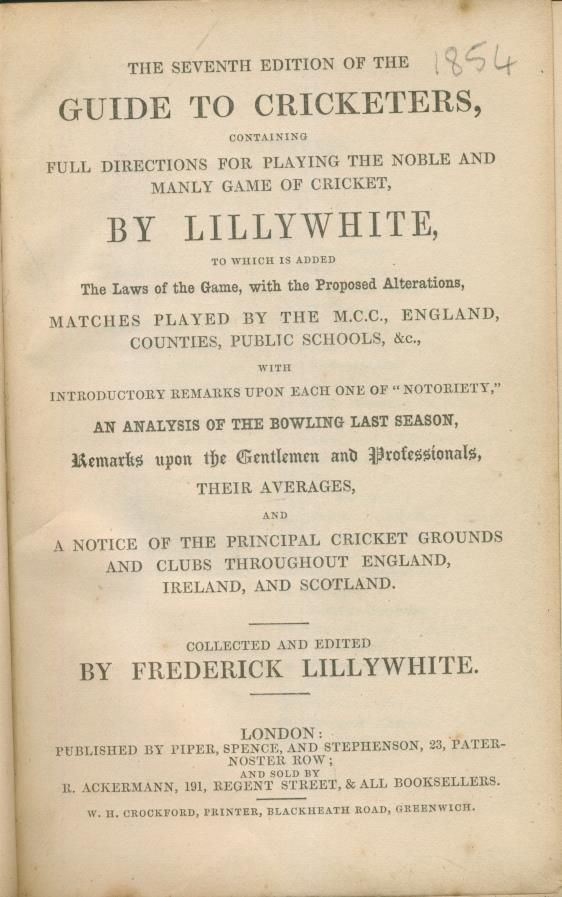 THE SEVENTH EDITION OF THE 1854
GUIDE TO CRICKETERS,
CONTAINING
FULL DIRECTIONS FOR PLAYING THE NOBLE AND
MANLY GAME OF CRICKET,
BY LILLYWHITE,
TO WHICH IS ADDED
The Laws of the Game, with the Proposed Alterations,
MATCHES PLAYED BY THE M.C.C., ENGLAND,
COUNTIES, PUBLIC SCHOOLS, &c.,
WITH
INTRODUCTORY REMARKS UPON EACH ONE OF "NOTORIETY,"
AN ANALYSIS OF THE BOWLING LAST SEASON,
Remarks upon the Gentlemen and Professionals,
THEIR AVERAGES,
AND
A NOTICE OF THE PRINCIPAL CRICKET GROUNDS
AND CLUBS THROUGHOUT ENGLAND,
IRELAND, AND SCOTLAND.
COLLECTED AND EDITED
BY FREDERICK LILLYWHITE.
LONDON:
PUBLISHED BY PIPER, SPENCE, AND STEPHENSON, 23, PATER-
NOSTER ROW;
AND SOLD BY
R. ACKERMANN, 191, REGENT STREET, & ALL BOOKSELLERS.
W. H. CROCKFORD, PRINTER, BLACKHEATH ROAD, GREENWICH.